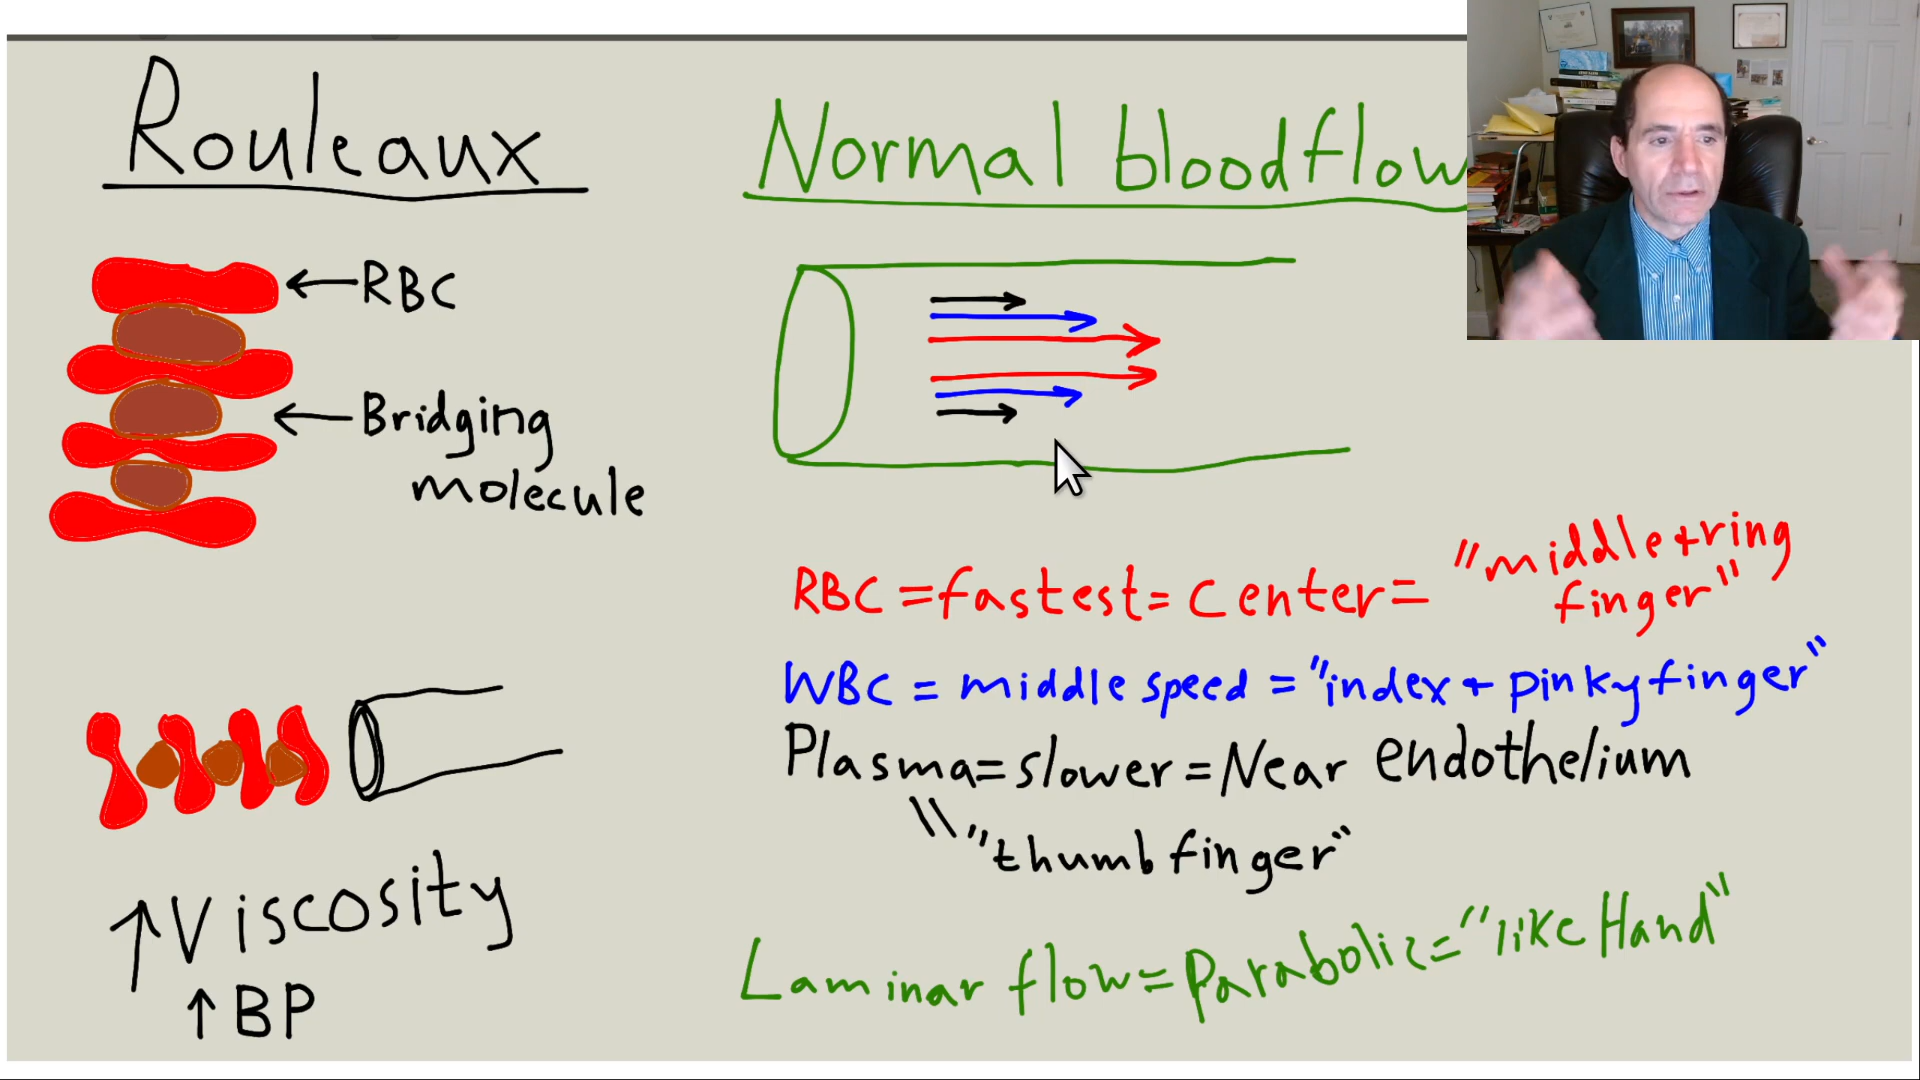 Rouleaux
←RBC
←Bridging
molecule
↑Viscosity
↑BP
Normal bloodflow
RBC=fastest=center= "middle+ring
finger"
WBC = middle speed = "index + pinky finger"
Plasma=slower=Near endothelium
\\ "thumb finger"
Laminar flow=Parabolic="like Hand"